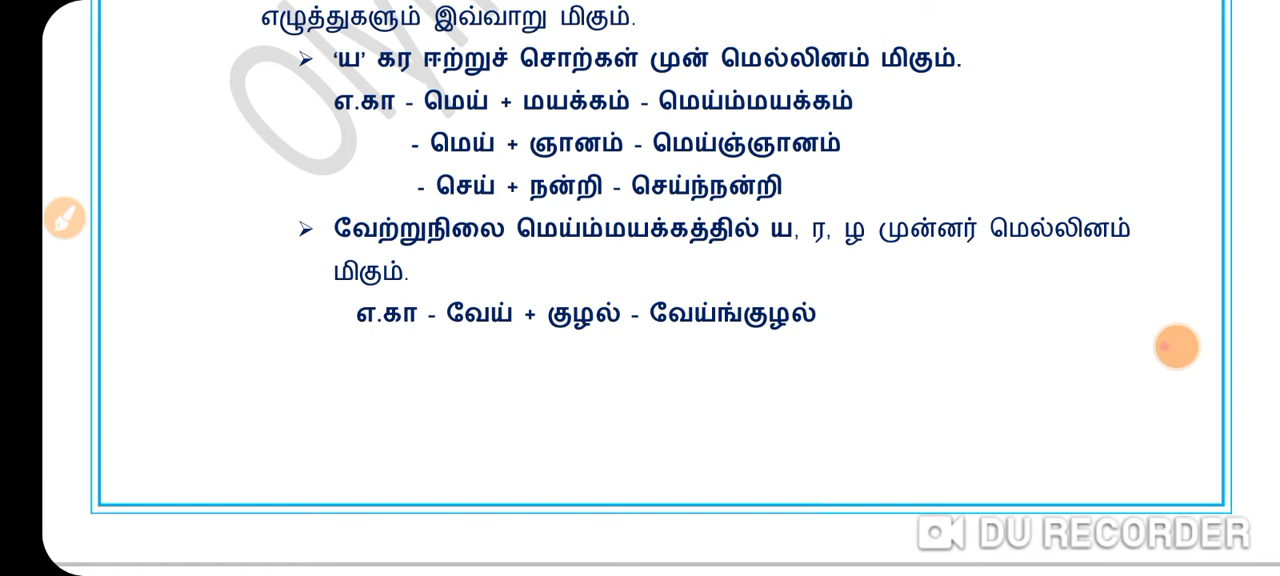 எழுத்துகளும் இவ்வாறு மிகும்.
➢ ‘ய’ கர ஈற்றுச் சொற்கள் முன் மெல்லினம் மிகும்.
எ.கா - மெய் + மயக்கம் - மெய்ம்மயக்கம்
- மெய் + ஞானம் - மெய்ஞ்ஞானம்
- செய் + நன்றி - செய்ந்நன்றி
➢ வேற்றுநிலை மெய்ம்மயக்கத்தில் ய, ர, ழ முன்னர் மெல்லினம்
மிகும்.
எ.கா - வேய் + குழல் - வேய்ங்குழல்
DU RECORDER